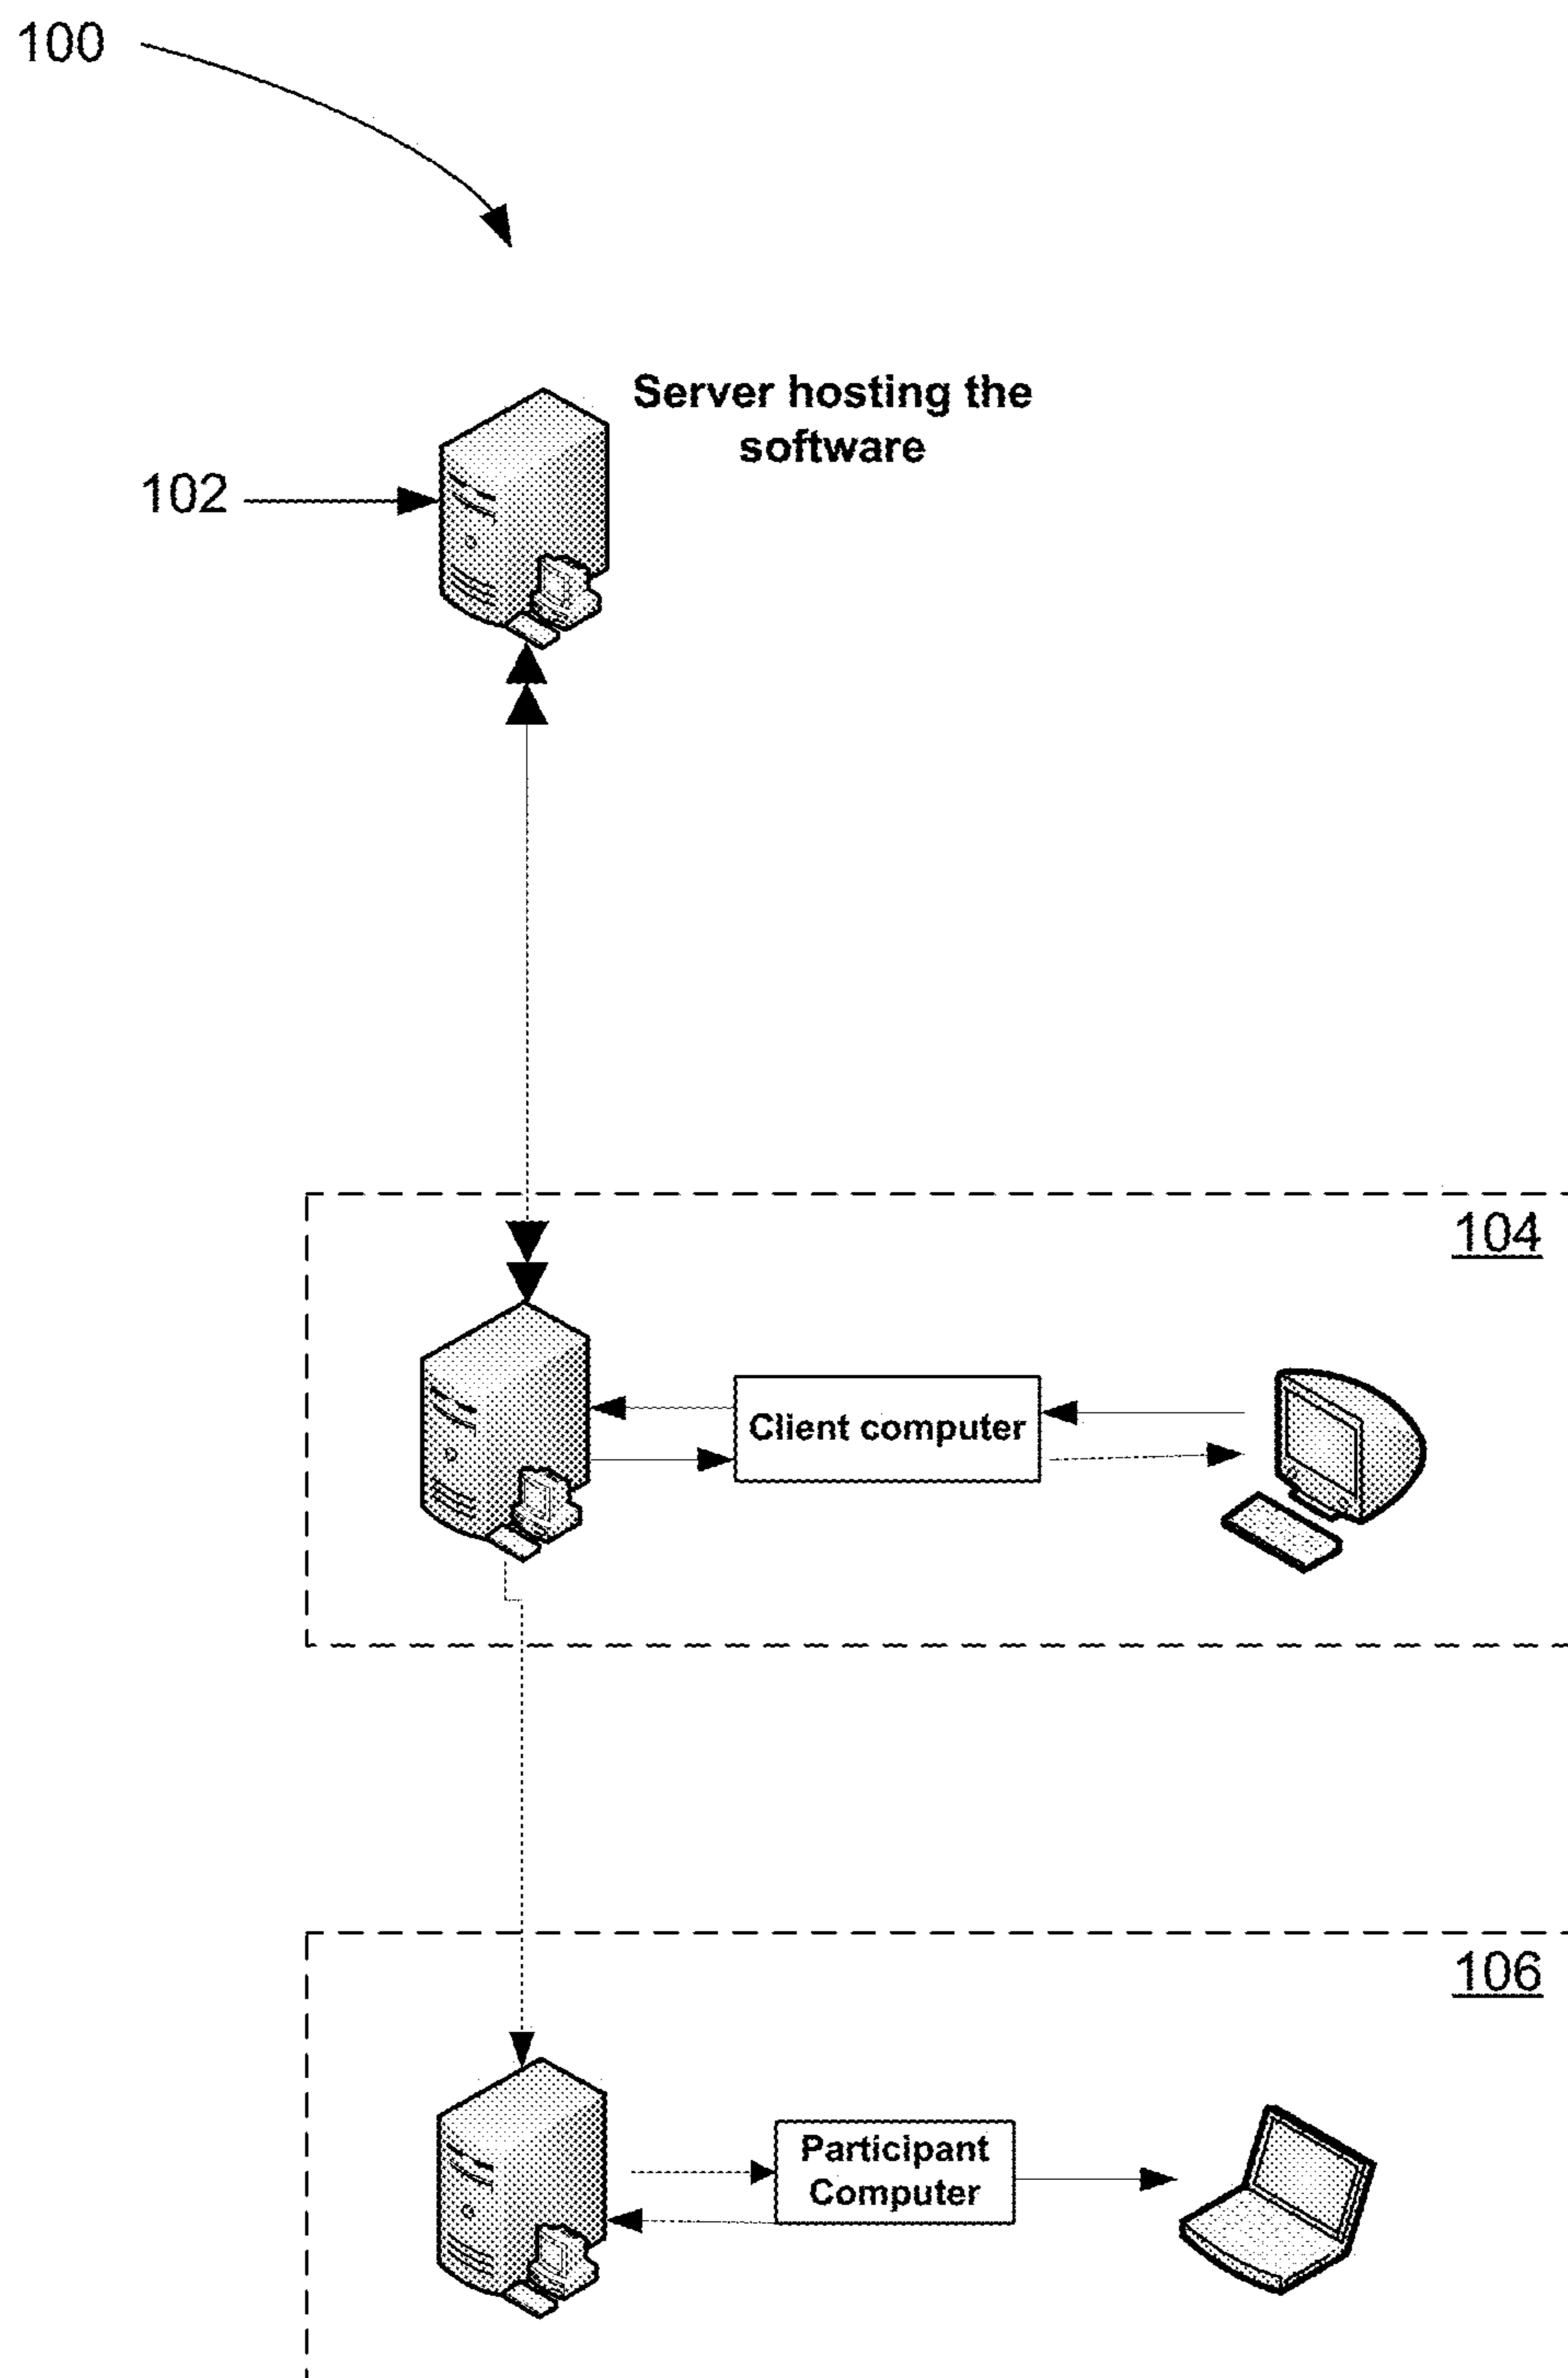 100
Server hosting the
software
102
104
Client computer
106
Participant
Computer